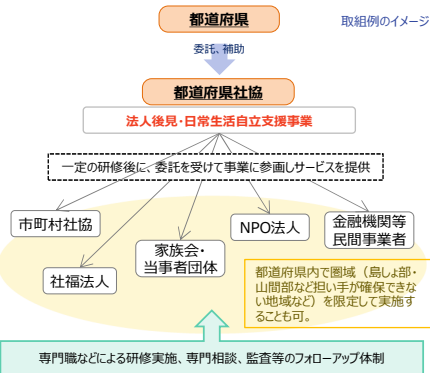 都道府県
取組例のイメージ
委託、補助
都道府県社協
法人後見・日常生活自立支援事業
一定の研修後に、委託を受けて事業に参画しサービスを提供
市町村社協
社福法人
家族会・
当事者団体
NPO法人
金融機関等
民間事業者
都道府県内で圏域（島しょ部・
山間部など担い手が確保できな
い地域など）を限定して実施す
ることも可。
専門職などによる研修実施、専門相談、監査等のフォローアップ体制